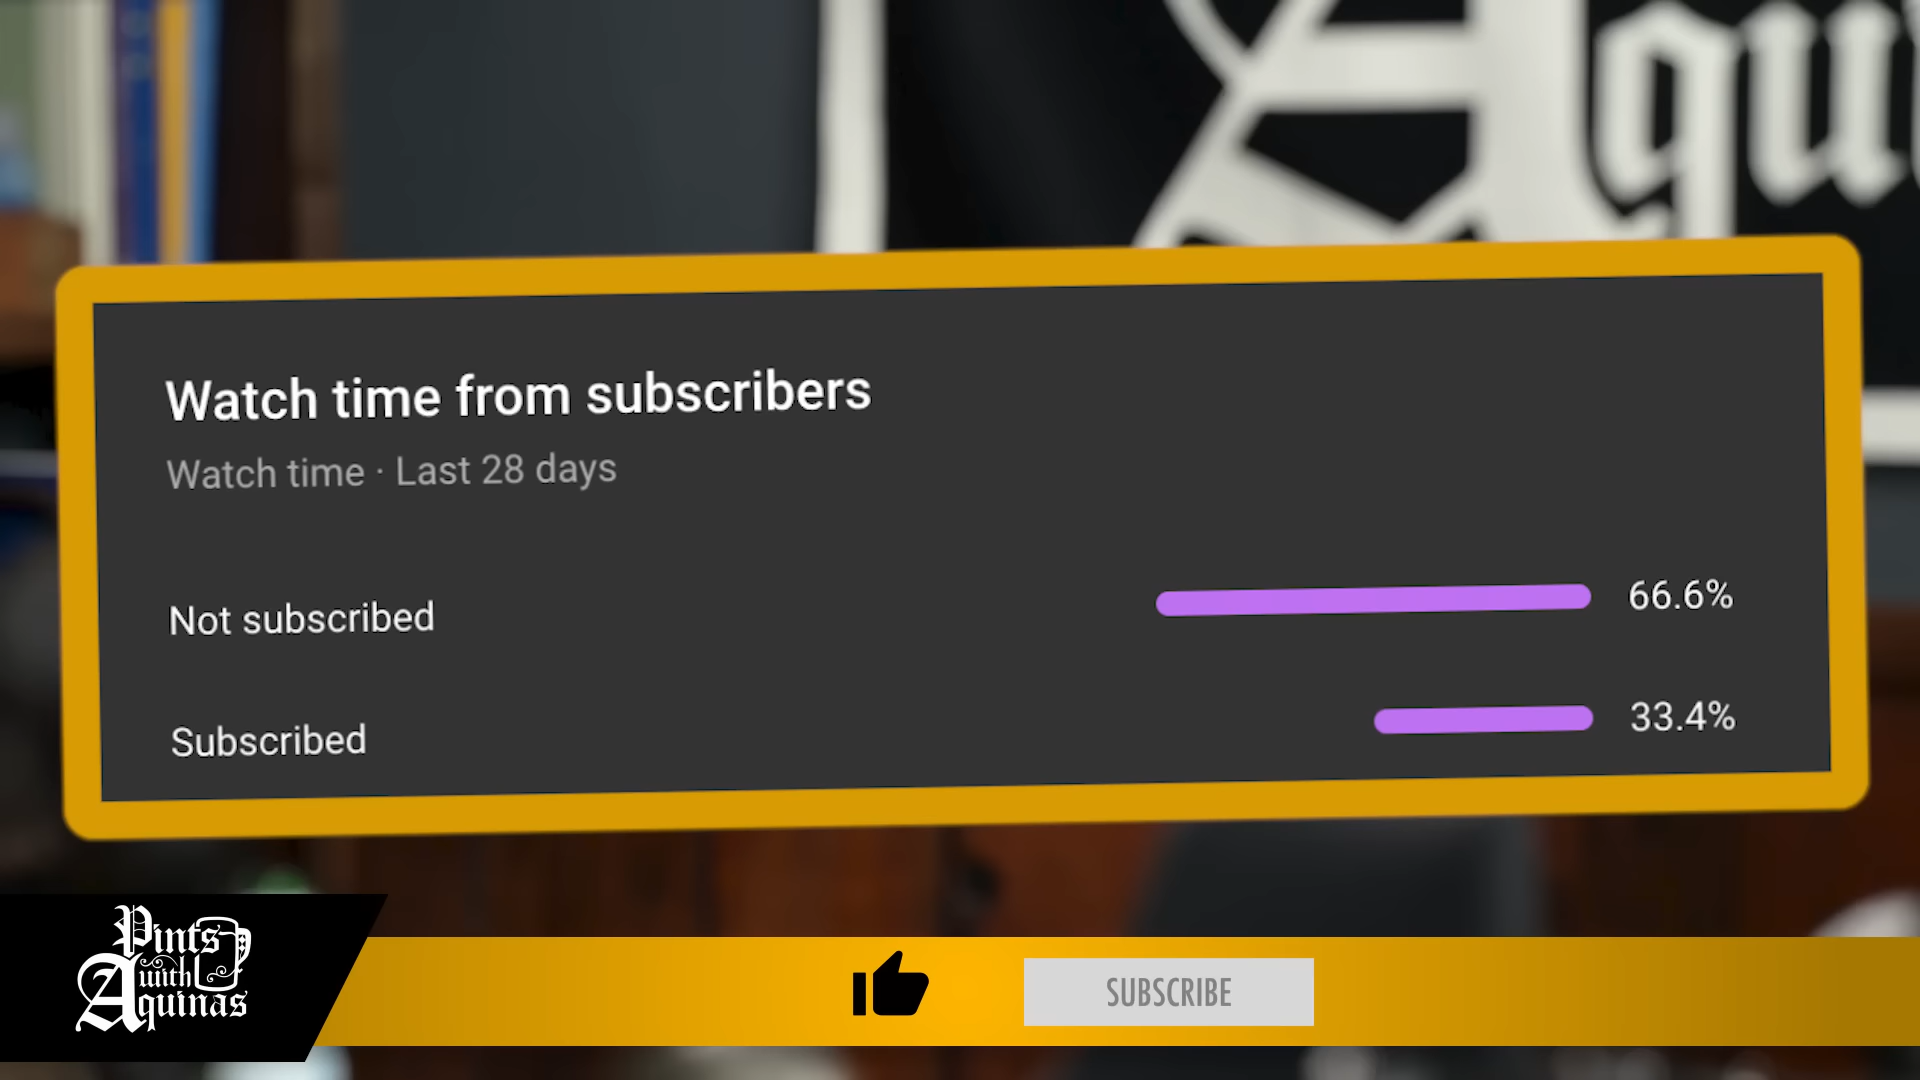 Aqu
Watch time from subscribers
Watch time · Last 28 days
Not subscribed 66.6%
Subscribed 33.4%
Pints
with
Aquinas
SUBSCRIBE